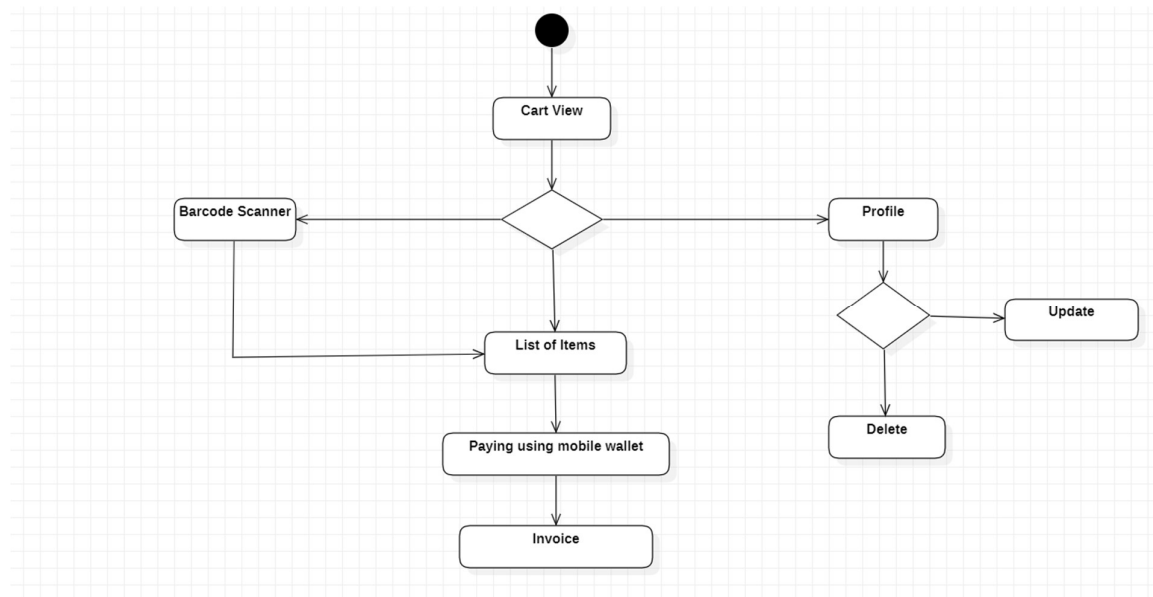 Cart View
Barcode Scanner
Profile
Update
List of Items
Delete
Paying using mobile wallet
Invoice